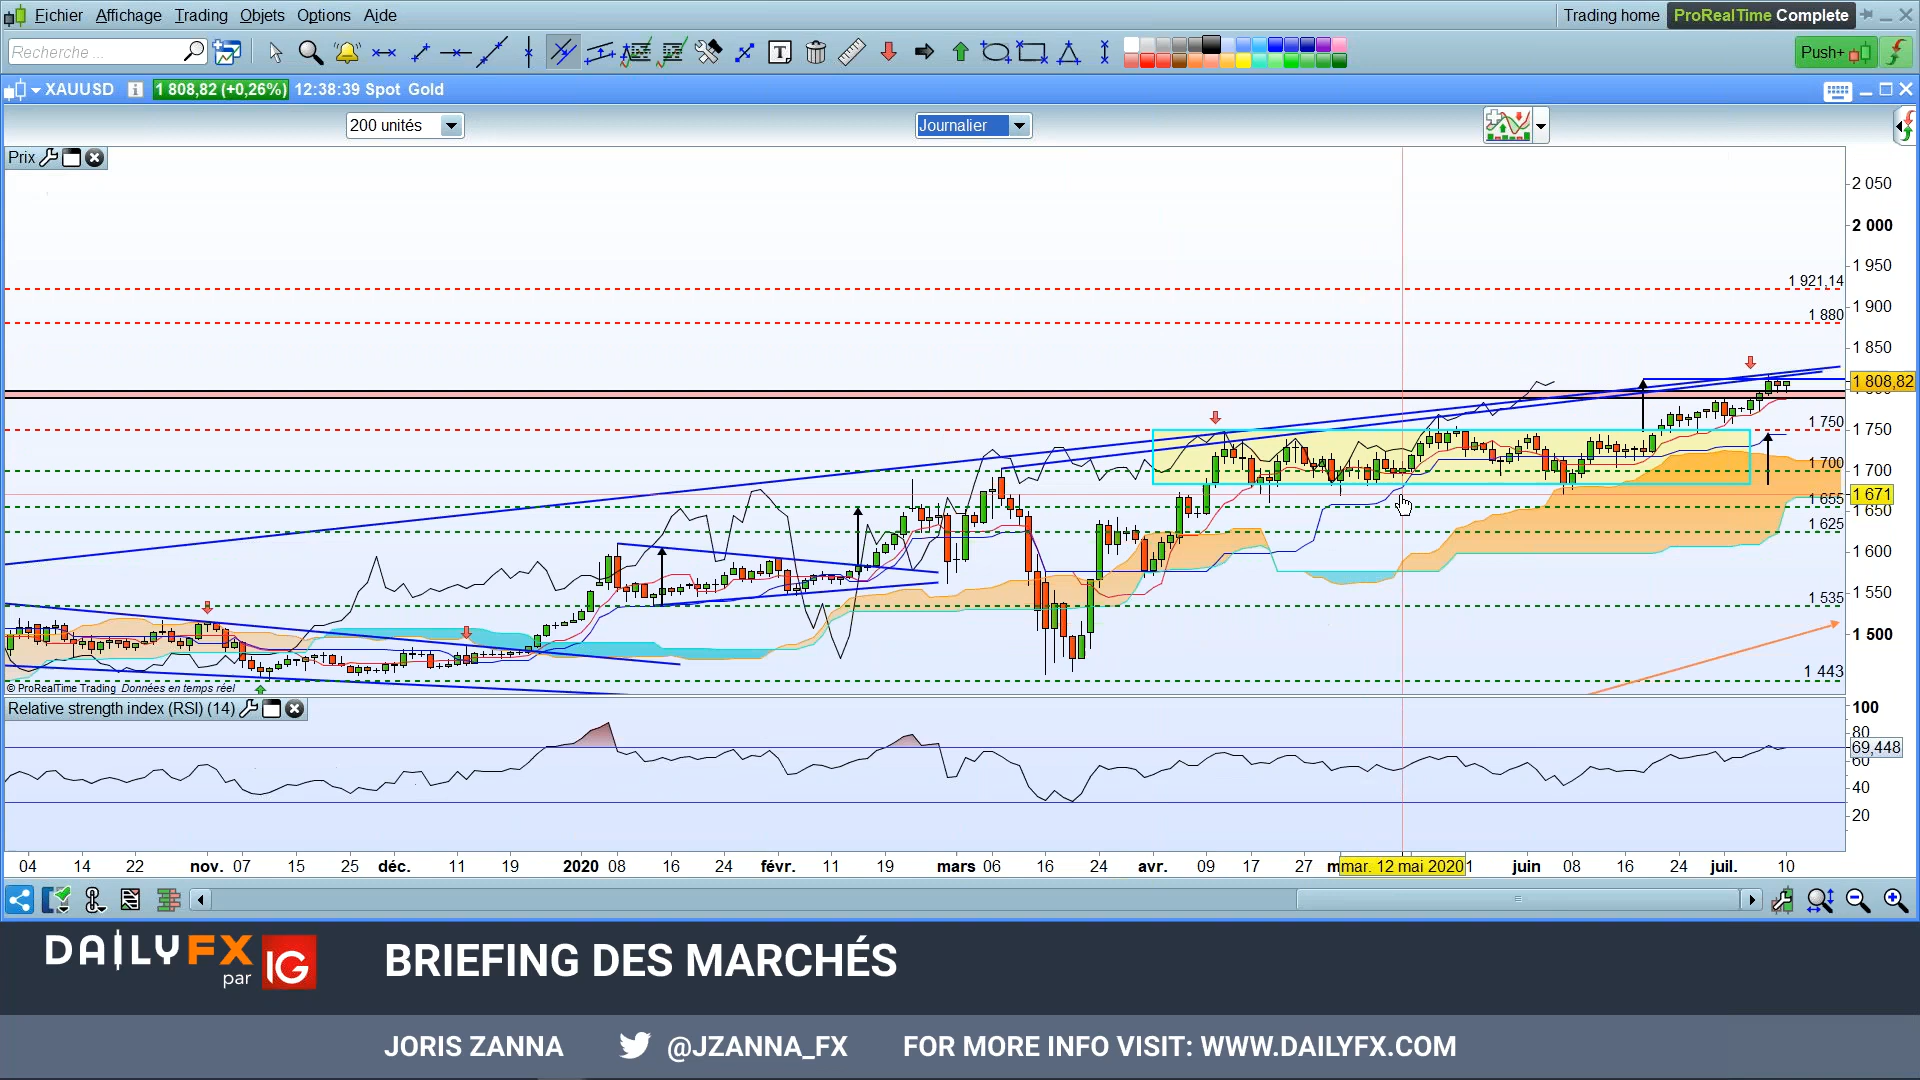 Fichier Affichage Trading Objets Options Aide Trading home ProRealTime Complete
Recherche... Push+
XAUUSD 1 808,82 (+0,26%) 12:38:39 Spot Gold
200 unités Journalier
Prix
2 050
2 000
1 950
1 921,14
1 900
1 880
1 850
1 808,82
1 750
1 750
1 700
1 700
1 671
1 655
1 650
1 625
1 600
1 550
1 535
1 500
1 443
© ProRealTime Trading Données en temps réel
Relative strength index (RSI) (14)
100
80
69,448
60
40
20
04 14 22 nov. 07 15 25 déc. 11 19 2020 08 16 24 févr. 11 19 mars 06 16 24 avr. 09 17 27 mar. 12 mai 2020 juin 08 16 24 juil. 10
DAILYFX
par IG
BRIEFING DES MARCHÉS
JORIS ZANNA @JZANNA_FX FOR MORE INFO VISIT: WWW.DAILYFX.COM